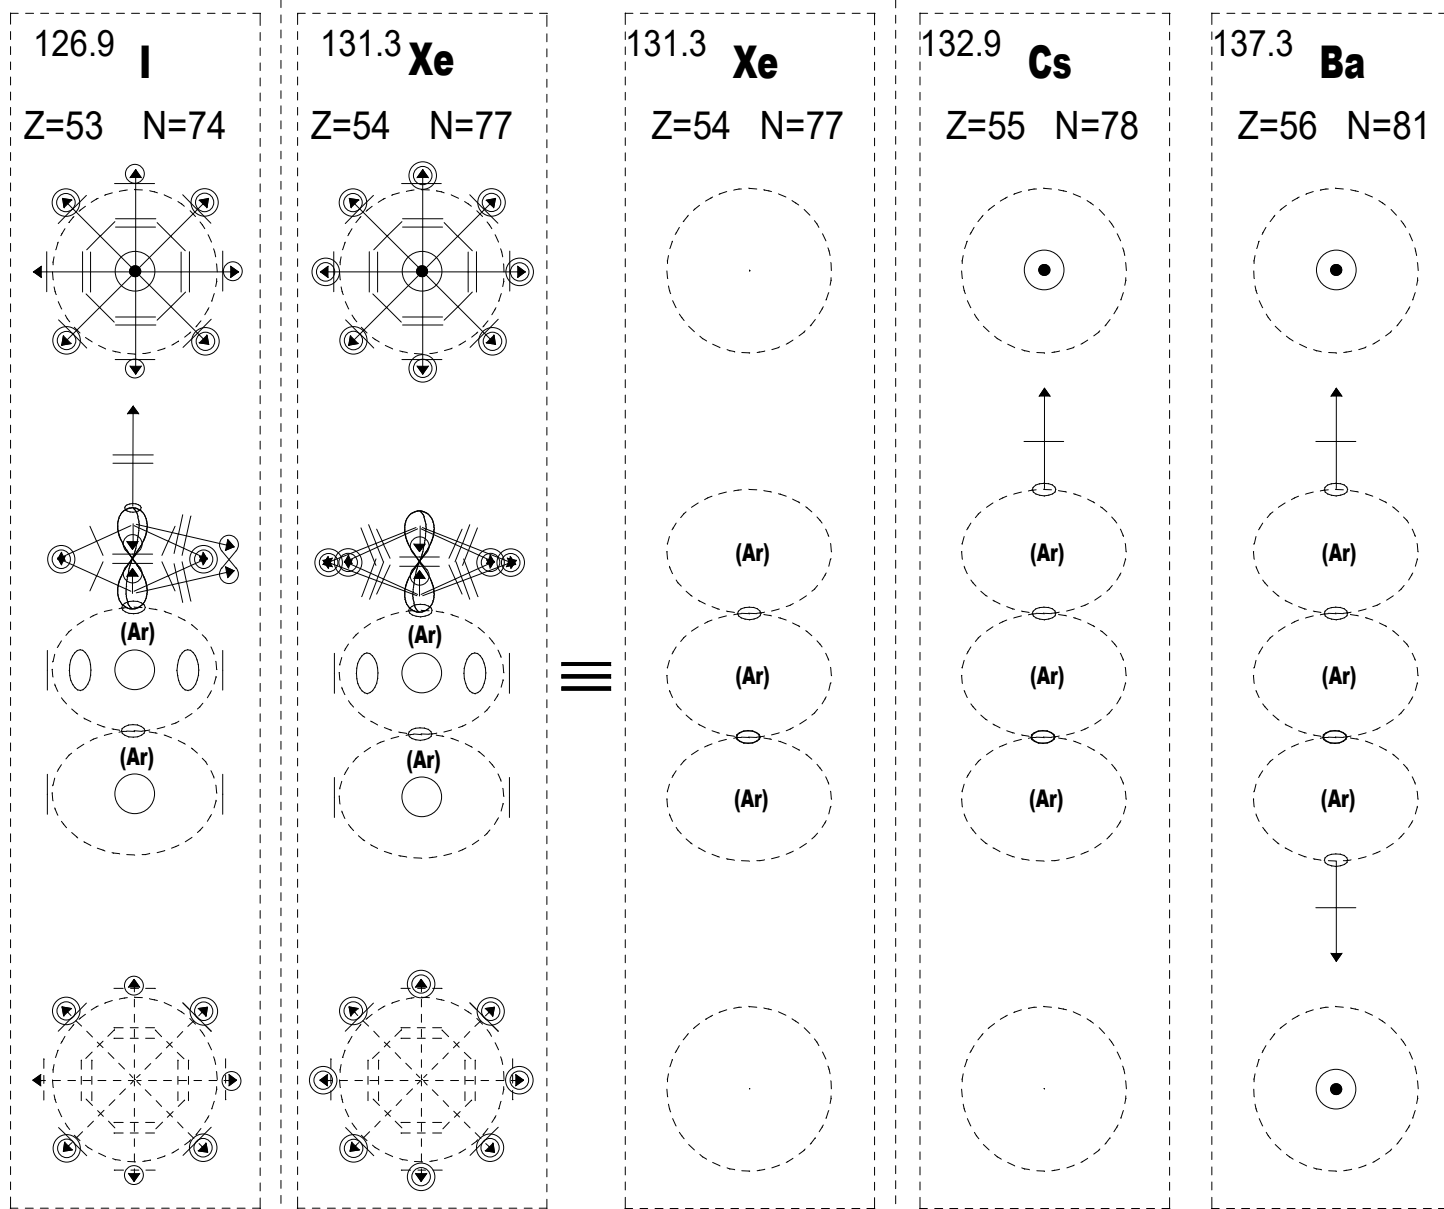 126.9 I
Z=53 N=74
(Ar)
(Ar)
131.3 Xe
Z=54 N=77
(Ar)
(Ar)
≡
131.3 Xe
Z=54 N=77
(Ar)
(Ar)
(Ar)
132.9 Cs
Z=55 N=78
(Ar)
(Ar)
(Ar)
137.3 Ba
Z=56 N=81
(Ar)
(Ar)
(Ar)